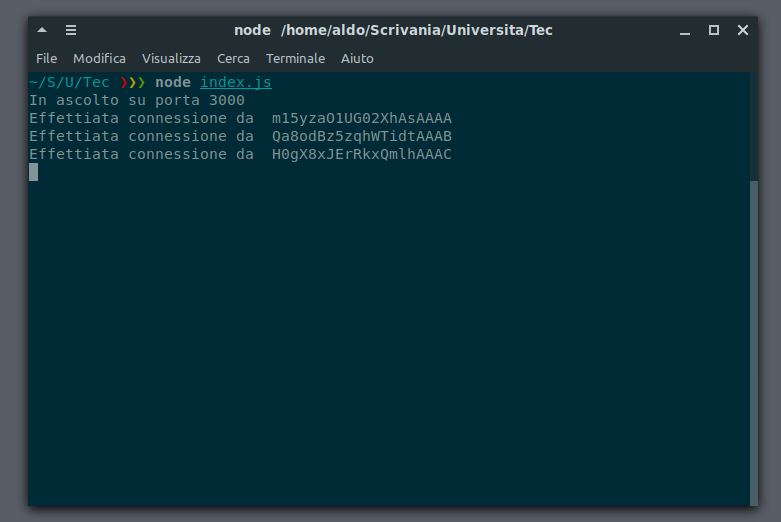 node /home/aldo/Scrivania/Universita/Tec
File Modifica Visualizza Cerca Terminale Aiuto
~/S/U/Tec ❯❯❯ node index.js
In ascolto su porta 3000
Effettiata connessione da m15yzaO1UG02XhAsAAAA
Effettiata connessione da Qa8odBz5zqhWTidtAAAB
Effettiata connessione da H0gX8xJErRkxQmlhAAAC